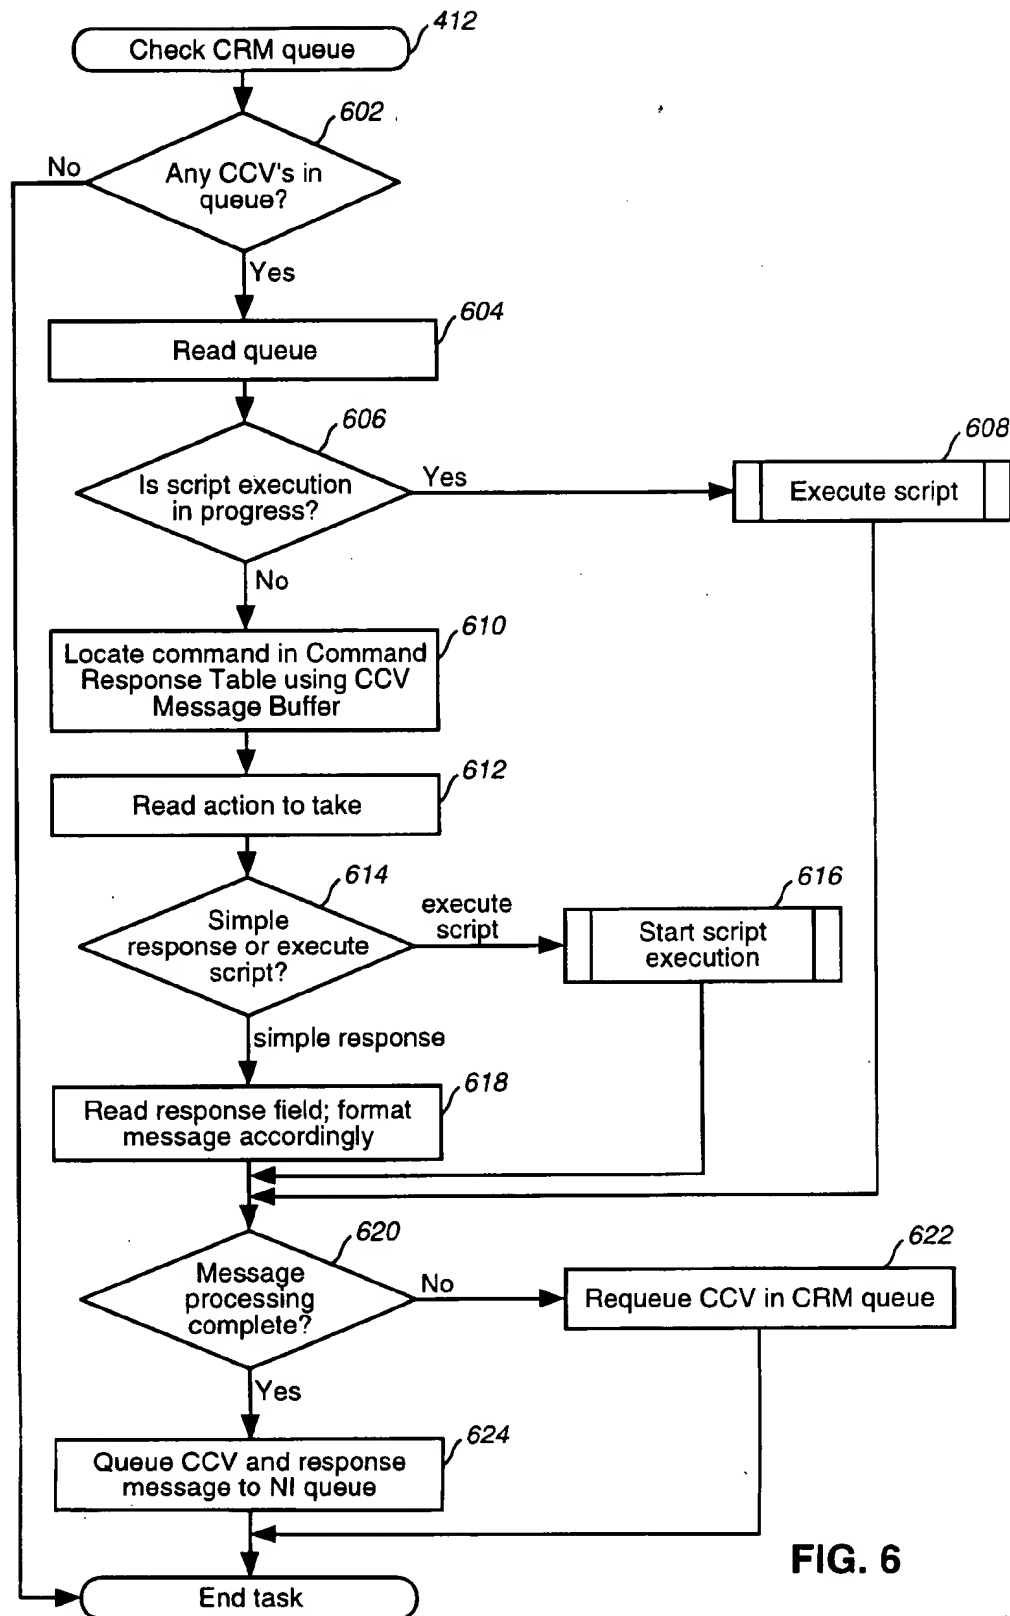 Check CRM queue
412
602
No
Any CCV's in
queue?
Yes
604
Read queue
606
Is script execution
in progress?
Yes
608
Execute script
No
610
Locate command in Command
Response Table using CCV
Message Buffer
612
Read action to take
614
Simple
response or execute
script?
execute
script
616
Start script
execution
simple response
618
Read response field; format
message accordingly
620
Message
processing
complete?
No
622
Requeue CCV in CRM queue
Yes
624
Queue CCV and response
message to NI queue
FIG. 6
End task